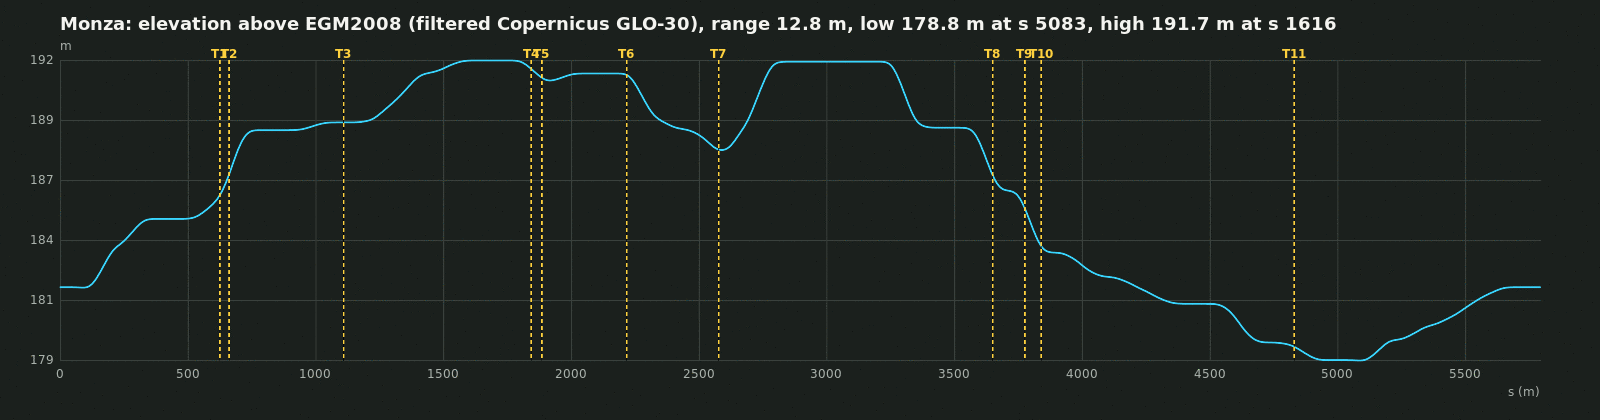 Monza: elevation above EGM2008 (filtered Copernicus GLO-30), range 12.8 m, low 178.8 m at s 5083, high 191.7 m at s 1616
m
T1 T2 T3 T4 T5 T6 T7 T8 T9 T10 T11
192
189
187
184
181
179
0 500 1000 1500 2000 2500 3000 3500 4000 4500 5000 5500
s (m)